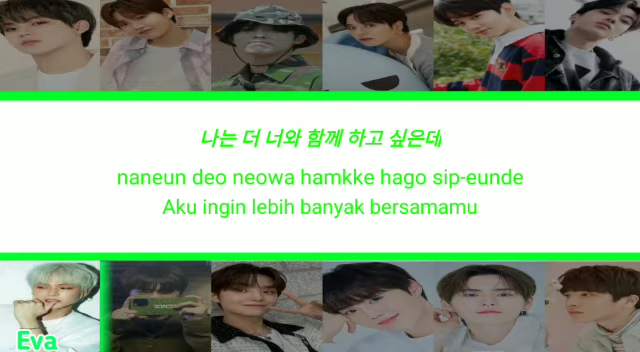 나는 더 너와 함께 하고 싶은데
naneun deo neowa hamkke hago sip-eunde
Aku ingin lebih banyak bersamamu
Eva